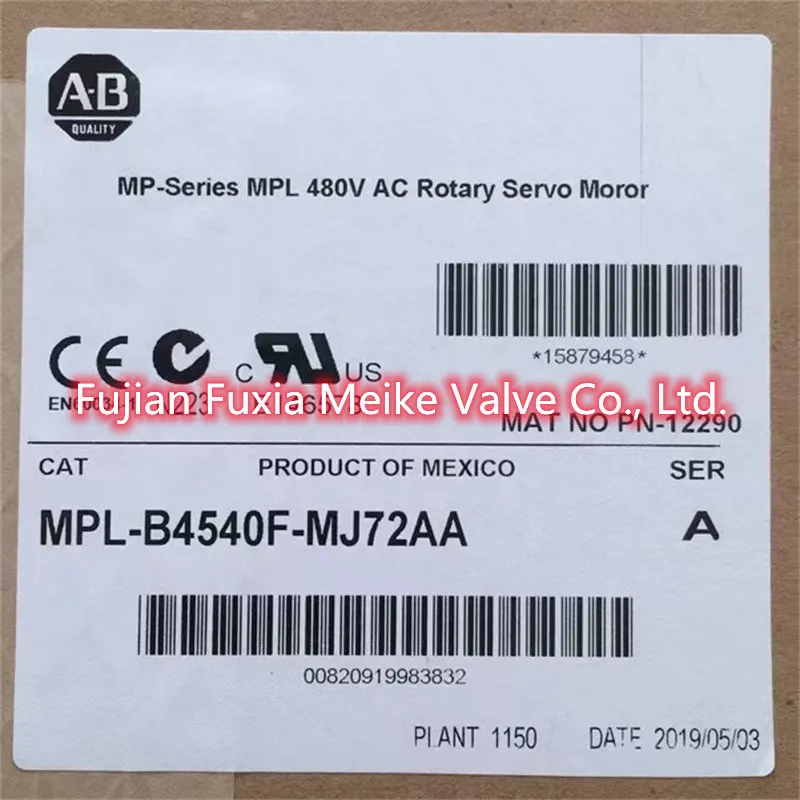 A-B
QUALITY
MP-Series MPL 480V AC Rotary Servo Moror
*15879458*
CE
C US
Fujian Fuxia Meike Valve Co., Ltd.
MAT NO PN-12290
CAT PRODUCT OF MEXICO SER
MPL-B4540F-MJ72AA A
00820919983832
PLANT 1150 DATE 2019/05/03